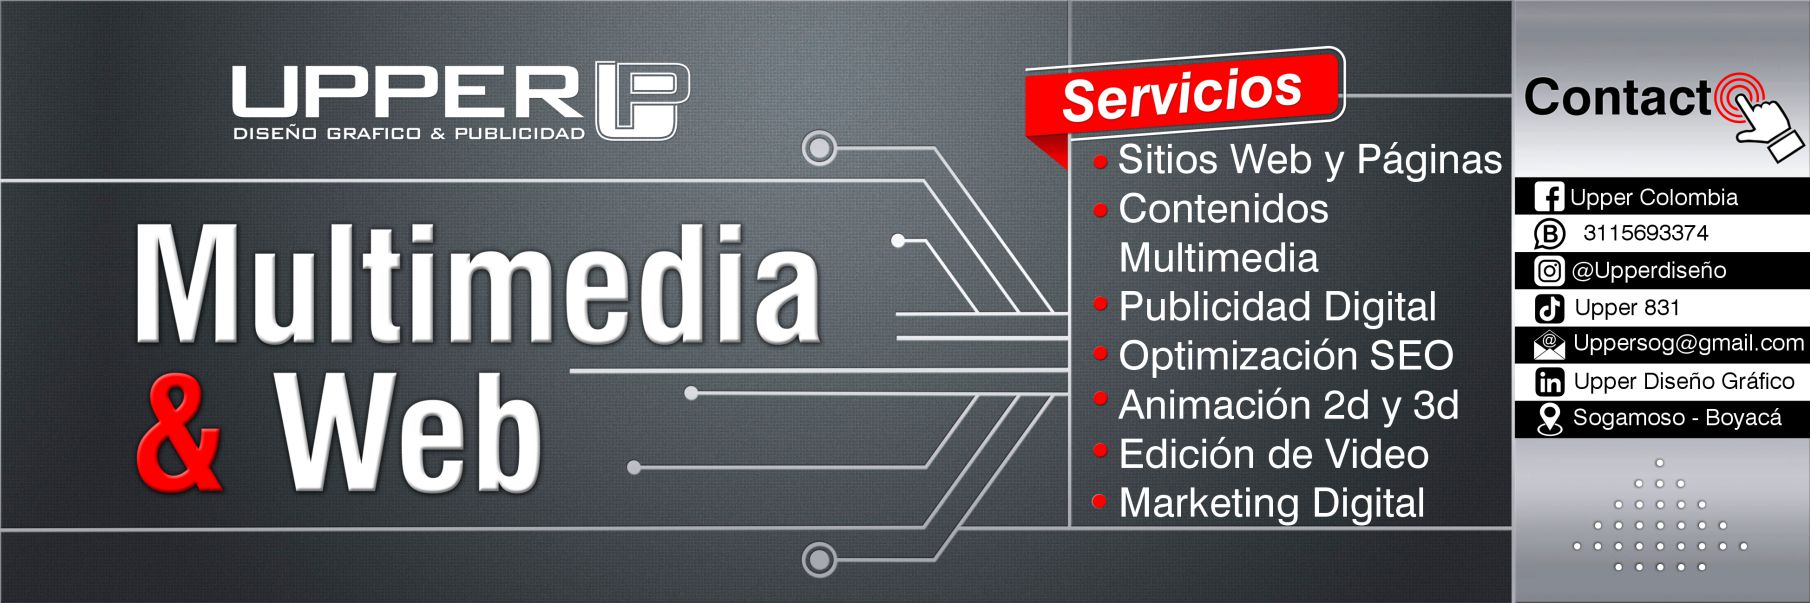 UPPER UP
DISEÑO GRAFICO & PUBLICIDAD
Multimedia
& Web
Servicios
Sitios Web y Páginas
Contenidos
Multimedia
Publicidad Digital
Optimización SEO
Animación 2d y 3d
Edición de Video
Marketing Digital
Contacto
Upper Colombia
3115693374
@Upperdiseño
Upper 831
Uppersog@gmail.com
Upper Diseño Gráfico
Sogamoso - Boyacá